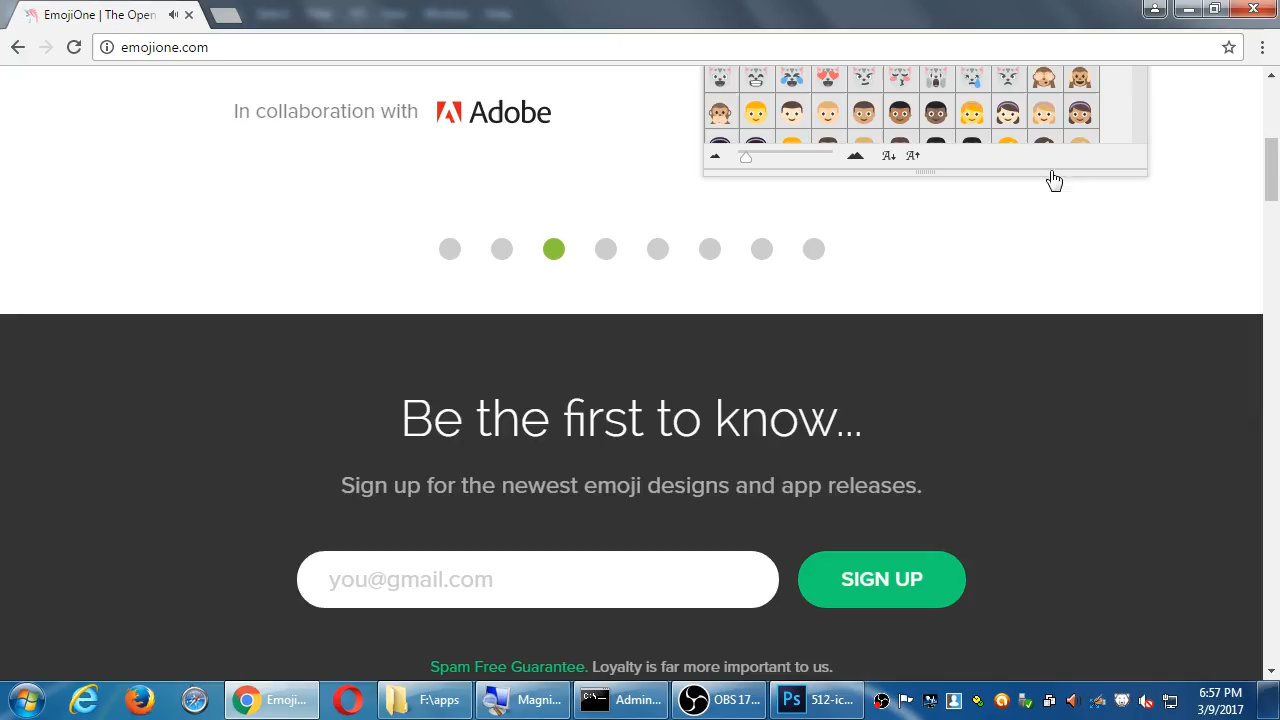 EmojiOne | The Open
emojione.com
In collaboration with Adobe
Be the first to know...
Sign up for the newest emoji designs and app releases.
you@gmail.com
SIGN UP
Spam Free Guarantee. Loyalty is far more important to us.
Emoji...
F:\apps
Magni...
Admin...
OBS 17...
Ps
512-ic...
6:57 PM
3/9/2017